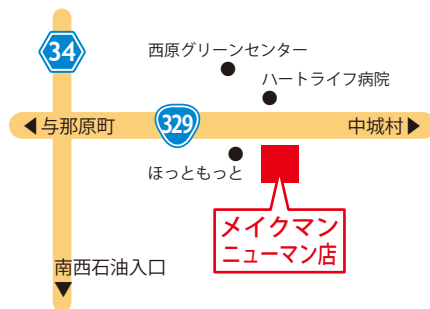 34
西原グリーンセンター
ハートライフ病院
◀与那原町
329
中城村▶
ほっともっと
メイクマン
ニューマン店
南西石油入口
▼